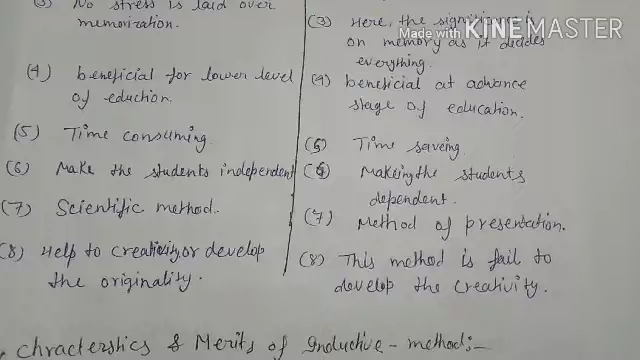 (3) No stress is laid over
memorization.
(4) beneficial for lower level
of eduction.
(5) Time consuming.
(6) Make the students independent
(7) Scientific method.
(8) Help to creativity, or develop
the originality.
(3) Here, the significance is
on memory as it decides
everything.
(4) beneficial at advance
stage of education.
(5) Time saveing.
(6) Makeing the students
dependent.
(7) Method of presentation.
(8) This method is fail to
develop the creativity.
Chracterstics & Merits of Inductive - method:-
Made with KINEMASTER